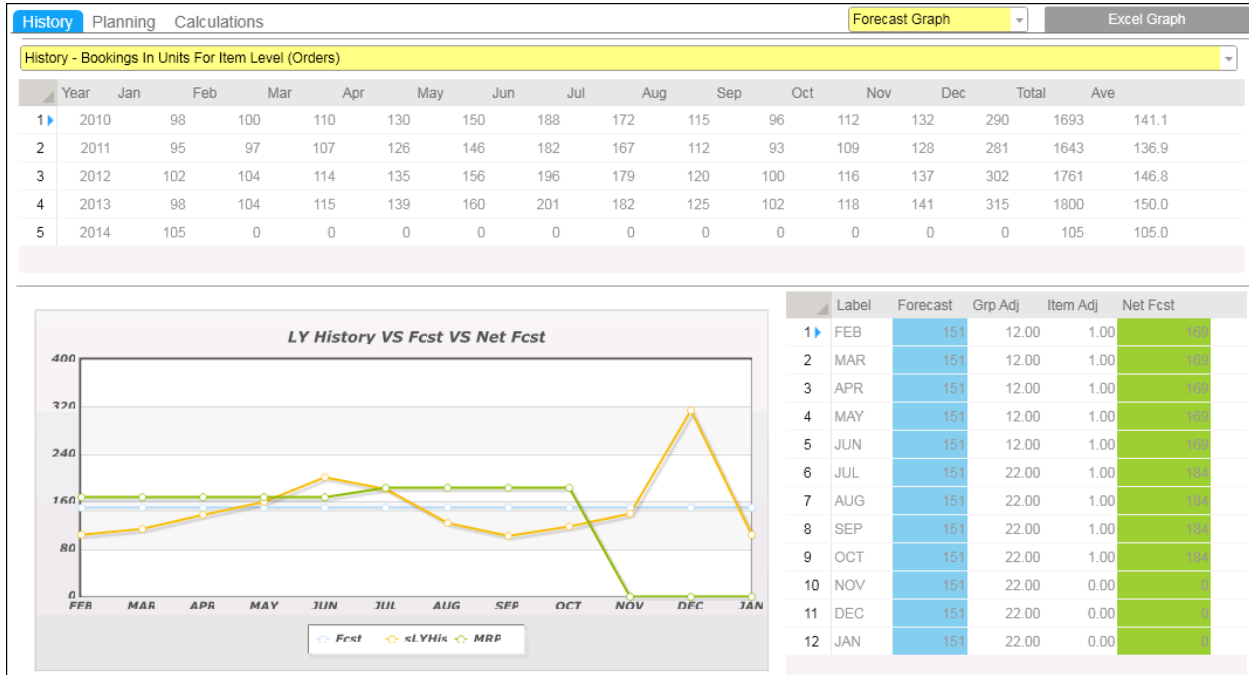 History Planning Calculations Forecast Graph Excel Graph
History - Bookings In Units For Item Level (Orders)
Year Jan Feb Mar Apr May Jun Jul Aug Sep Oct Nov Dec Total Ave
1 2010 98 100 110 130 150 188 172 115 96 112 132 290 1693 141.1
2 2011 95 97 107 126 146 182 167 112 93 109 128 281 1643 136.9
3 2012 102 104 114 135 156 196 179 120 100 116 137 302 1761 146.8
4 2013 98 104 115 139 160 201 182 125 102 118 141 315 1800 150.0
5 2014 105 0 0 0 0 0 0 0 0 0 0 0 105 105.0
LY History VS Fcst VS Net Fcst
400
320
240
160
80
0
FEB MAR APR MAY JUN JUL AUG SEP OCT NOV DEC JAN
Fcst sLYHis MRP
Label Forecast Grp Adj Item Adj Net Fcst
1 FEB 151 12.00 1.00 169
2 MAR 151 12.00 1.00 169
3 APR 151 12.00 1.00 169
4 MAY 151 12.00 1.00 169
5 JUN 151 12.00 1.00 169
6 JUL 151 22.00 1.00 184
7 AUG 151 22.00 1.00 184
8 SEP 151 22.00 1.00 184
9 OCT 151 22.00 1.00 184
10 NOV 151 22.00 0.00 0
11 DEC 151 22.00 0.00 0
12 JAN 151 22.00 0.00 0